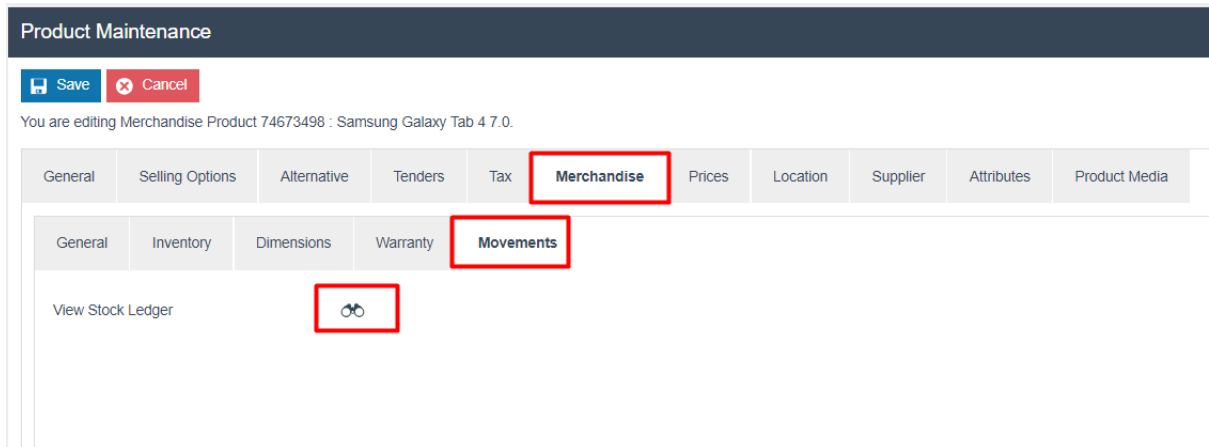 Product Maintenance
Save Cancel
You are editing Merchandise Product 74673498 : Samsung Galaxy Tab 4 7.0.
General Selling Options Alternative Tenders Tax Merchandise Prices Location Supplier Attributes Product Media
General Inventory Dimensions Warranty Movements
View Stock Ledger